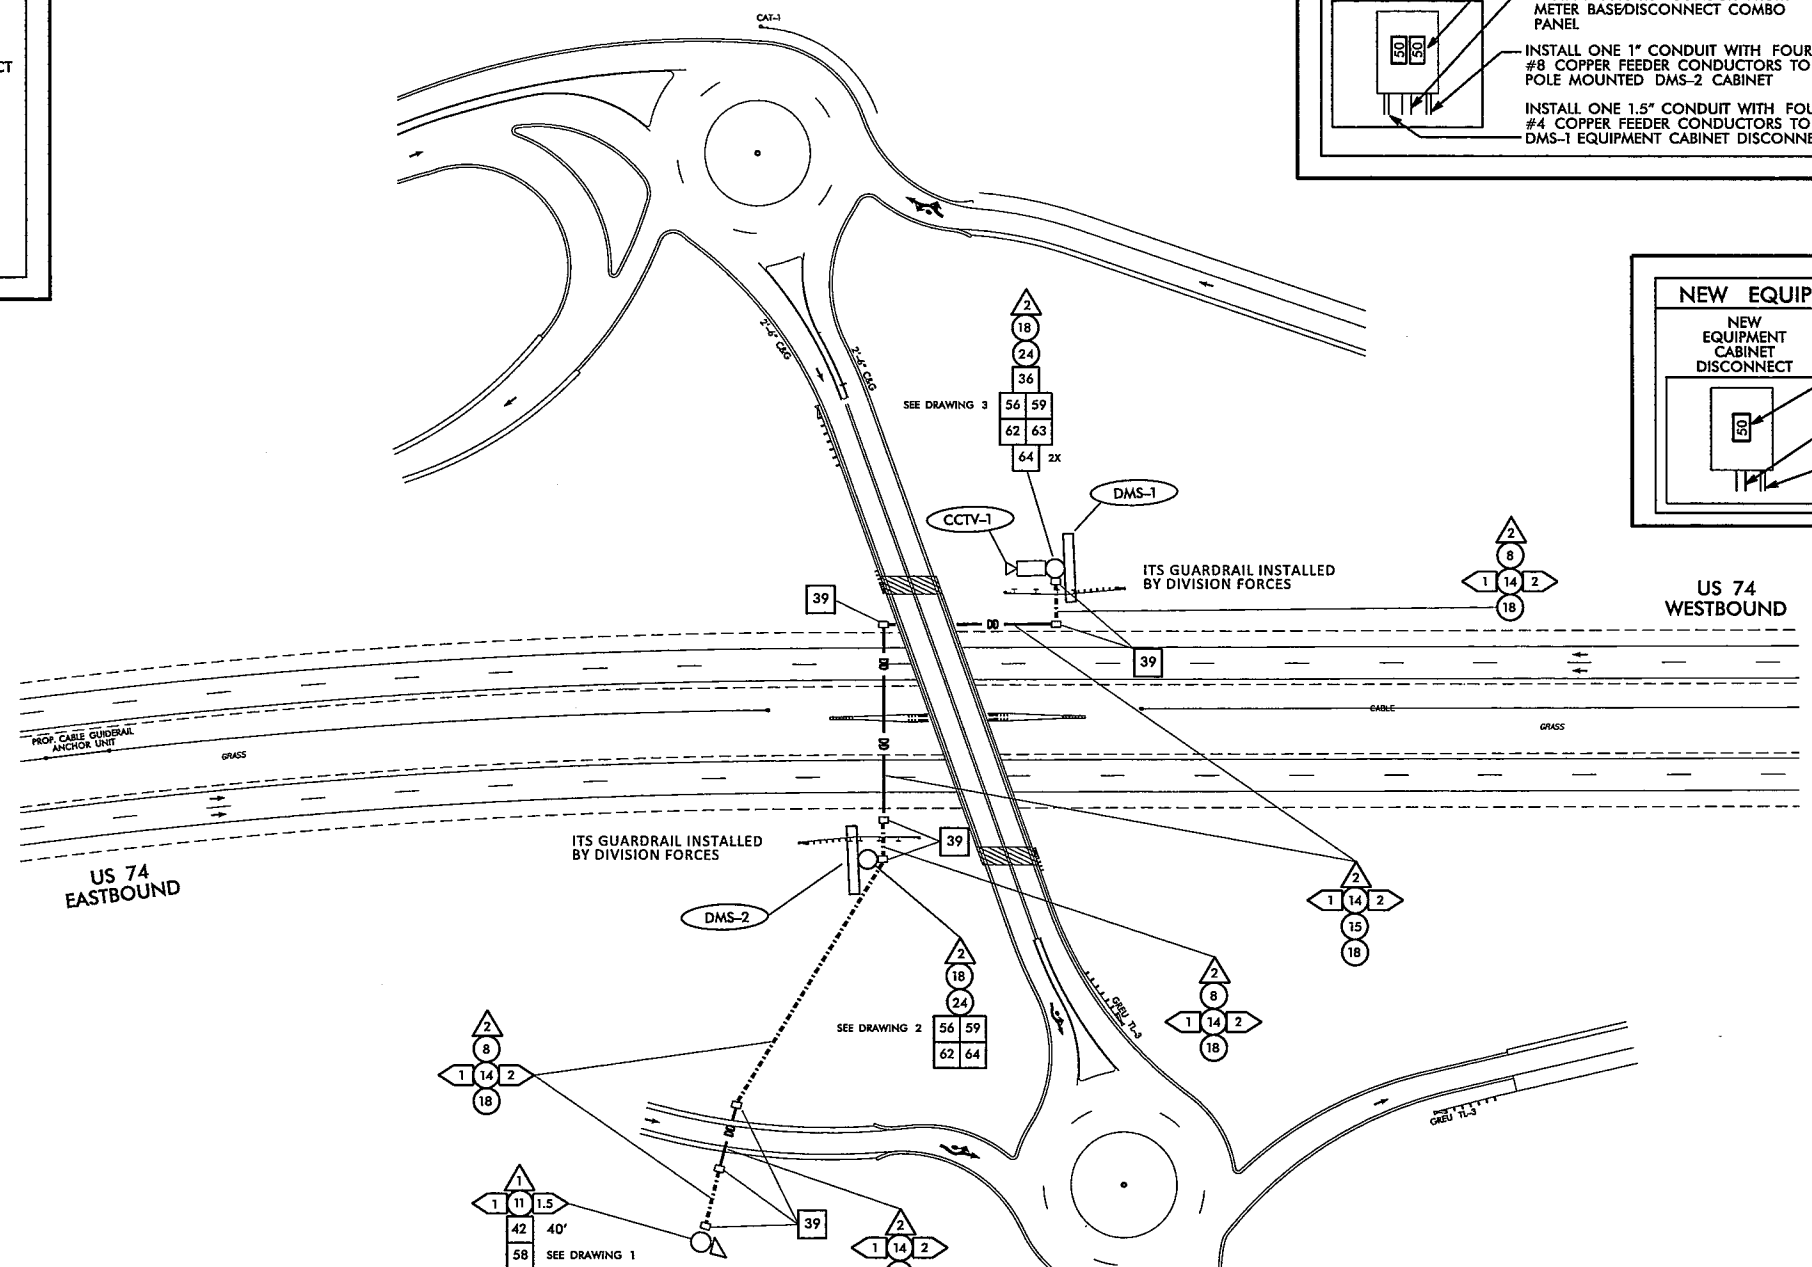 CT
CAT-1
METER BASE/DISCONNECT COMBO
PANEL
50 50
INSTALL ONE 1" CONDUIT WITH FOUR
#8 COPPER FEEDER CONDUCTORS TO
POLE MOUNTED DMS-2 CABINET
INSTALL ONE 1.5" CONDUIT WITH FOU
#4 COPPER FEEDER CONDUCTORS TO
DMS-1 EQUIPMENT CABINET DISCONNE
NEW EQUIP
NEW
EQUIPMENT
CABINET
DISCONNECT
50
2'-6" C&G
2'-6" C&G
2
18
24
36
SEE DRAWING 3
56 59
62 63
64 2X
DMS-1
CCTV-1
ITS GUARDRAIL INSTALLED
BY DIVISION FORCES
2
8
1 14 2
18
US 74
WESTBOUND
39
39
CABLE
GRASS
PROP. CABLE GUIDERAIL
ANCHOR UNIT
GRASS
ITS GUARDRAIL INSTALLED
BY DIVISION FORCES
39
US 74
EASTBOUND
DMS-2
2
1 14 2
15
18
2
18
24
SEE DRAWING 2
56 59
62 64
2
8
1 14 2
18
GREU TL-3
2
8
1 14 2
18
GREU TL-3
1
1 11 1.5
42 40'
58 SEE DRAWING 1
39
2
1 14 2